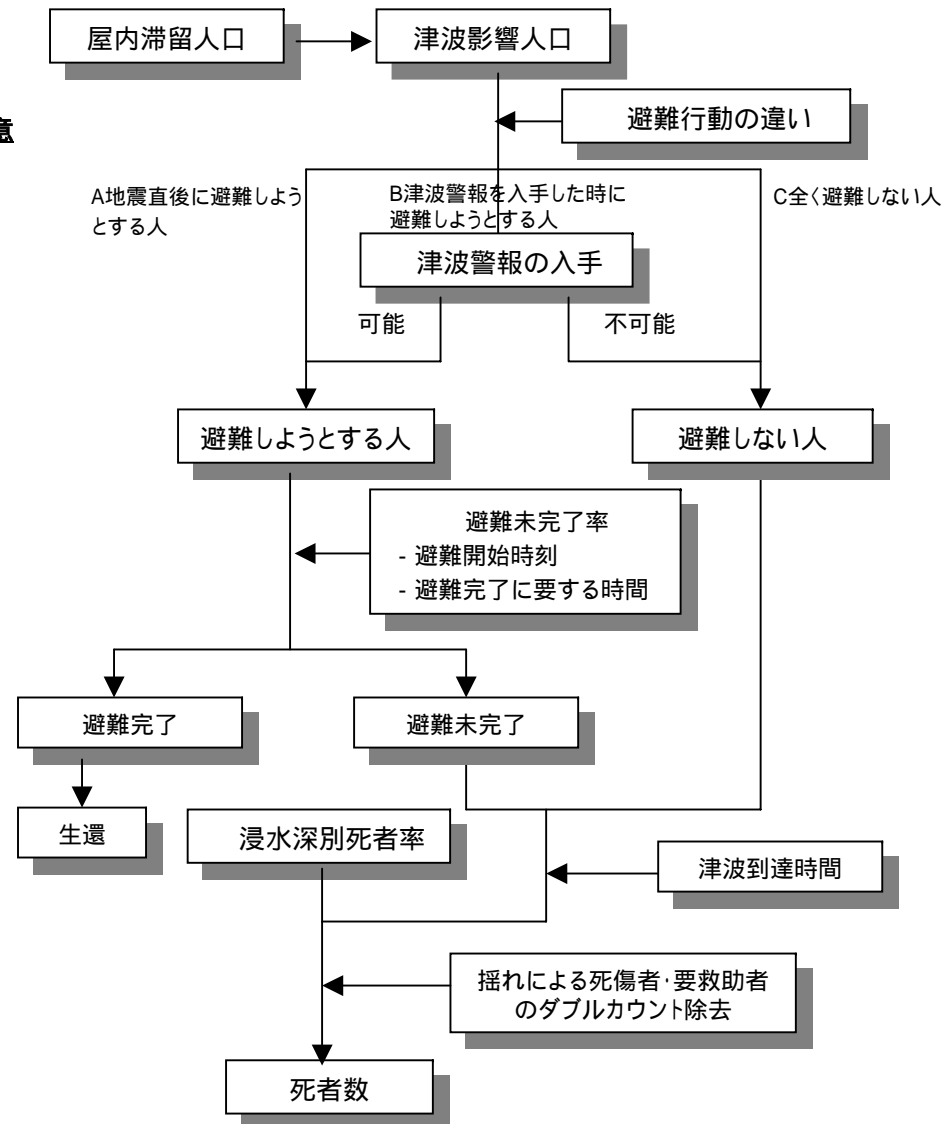 屋内滞留人口
津波影響人口
意
避難行動の違い
A地震直後に避難しよう
とする人
B津波警報を入手した時に
避難しようとする人
C全く避難しない人
津波警報の入手
可能
不可能
避難しようとする人
避難しない人
避難未完了率
- 避難開始時刻
- 避難完了に要する時間
避難完了
避難未完了
生還
浸水深別死者率
津波到達時間
揺れによる死傷者・要救助者
のダブルカウント除去
死者数